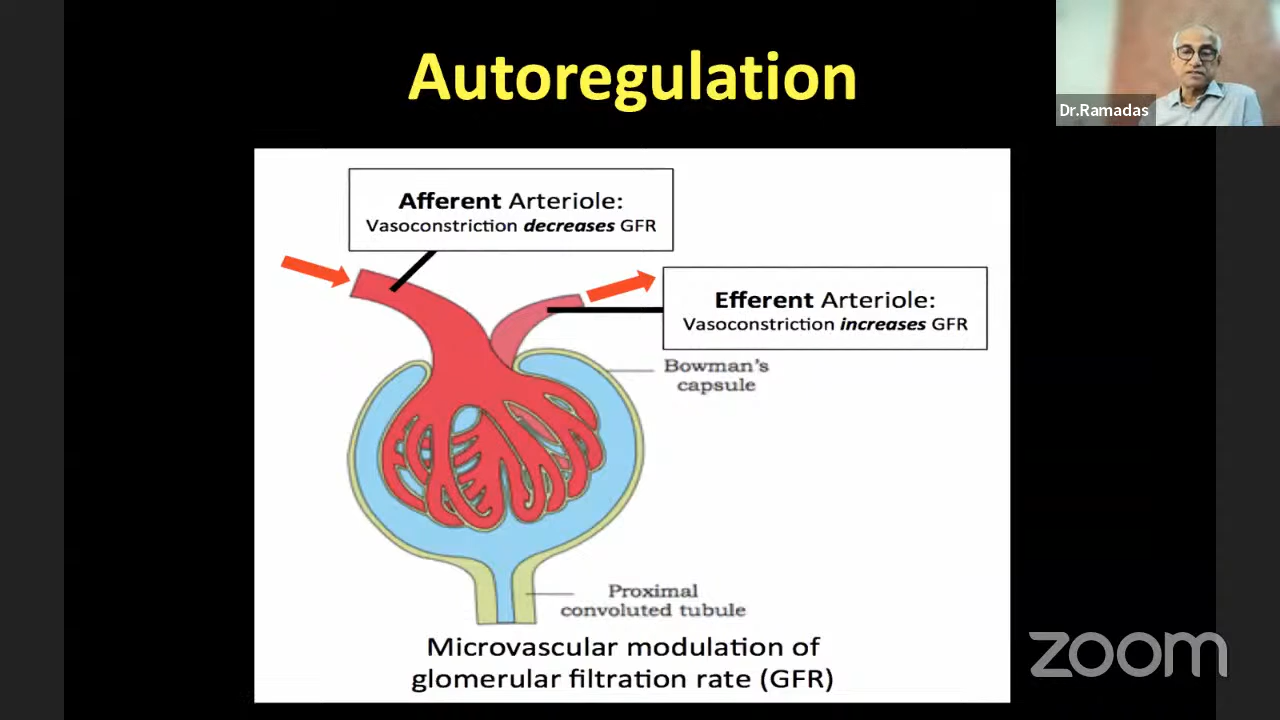 Autoregulation
Dr.Ramadas
Afferent Arteriole:
Vasoconstriction decreases GFR
Efferent Arteriole:
Vasoconstriction increases GFR
Bowman's
capsule
Proximal
convoluted tubule
Microvascular modulation of
glomerular filtration rate (GFR)
zoom